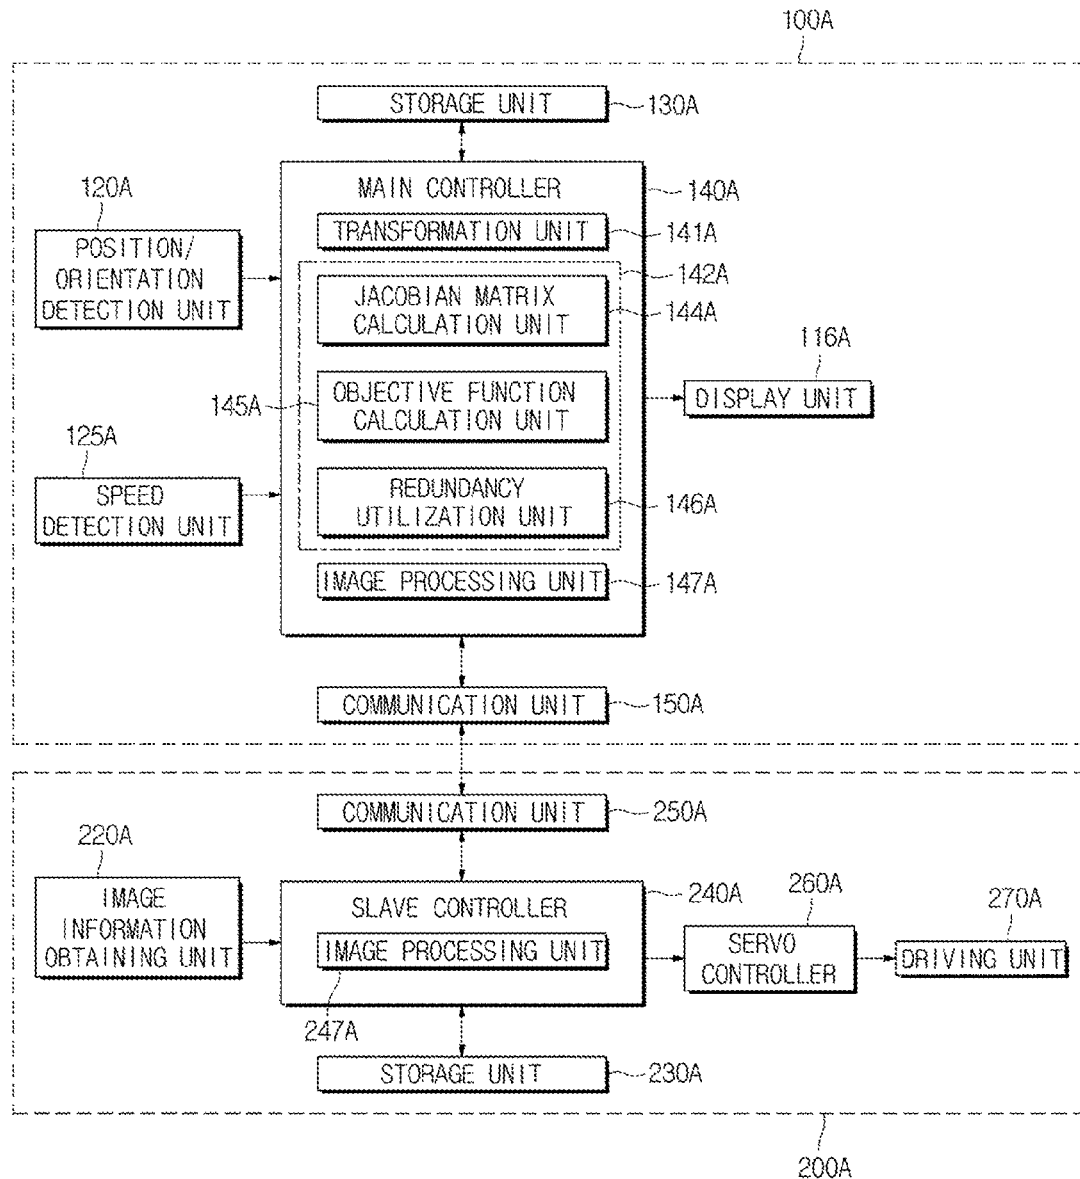 100A
STORAGE UNIT
130A
MAIN CONTROLLER
140A
120A
POSITION/
ORIENTATION
DETECTION UNIT
TRANSFORMATION UNIT
141A
142A
JACOBIAN MATRIX
CALCULATION UNIT
144A
116A
DISPLAY UNIT
145A
OBJECTIVE FUNCTION
CALCULATION UNIT
125A
SPEED
DETECTION UNIT
REDUNDANCY
UTILIZATION UNIT
146A
IMAGE PROCESSING UNIT
147A
COMMUNICATION UNIT
150A
COMMUNICATION UNIT
250A
220A
IMAGE
INFORMATION
OBTAINING UNIT
SLAVE CONTROLLER
240A
IMAGE PROCESSING UNIT
247A
260A
SERVO
CONTROLLER
270A
DRIVING UNIT
STORAGE UNIT
230A
200A